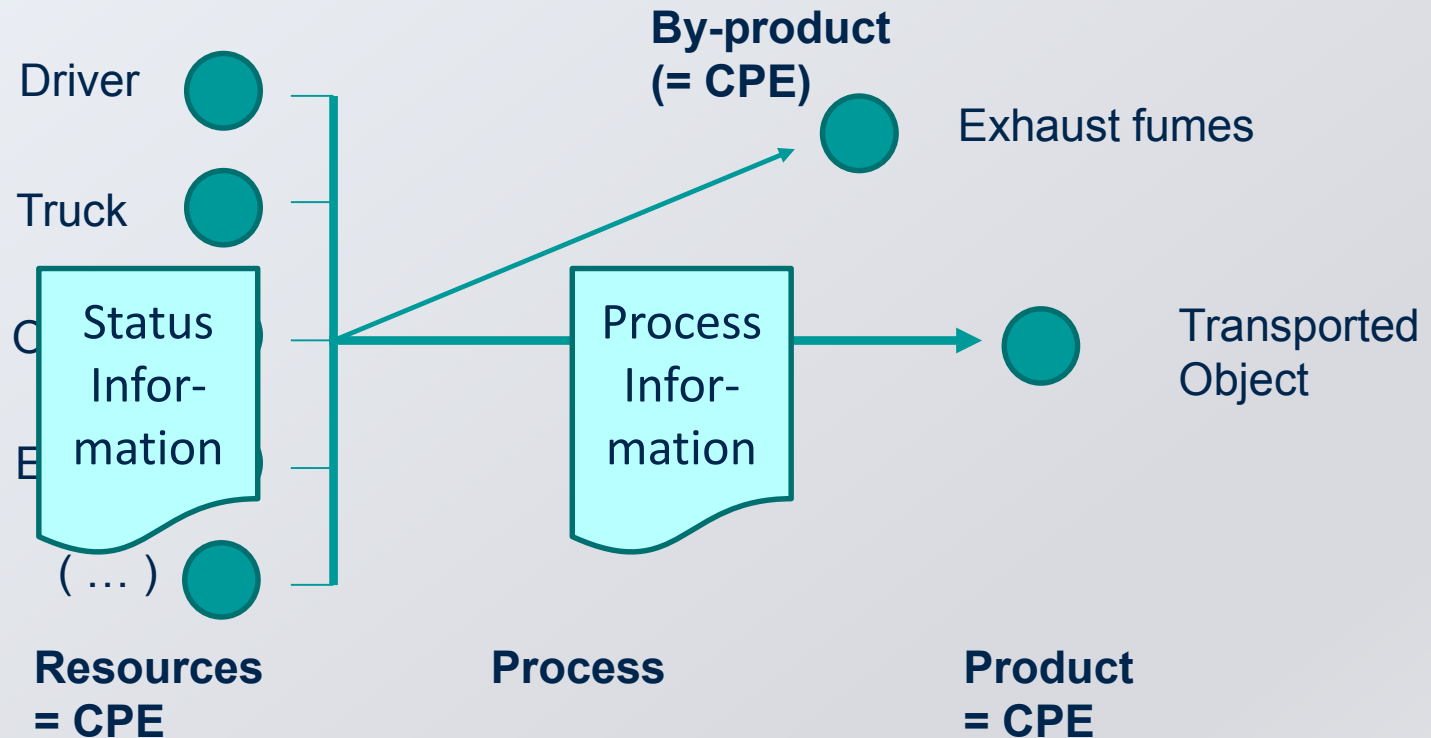 By-product
(= CPE)
Driver
Exhaust fumes
Truck
Status
Infor-
mation
Process
Infor-
mation
Transported
Object
( … )
Resources
= CPE
Process
Product
= CPE